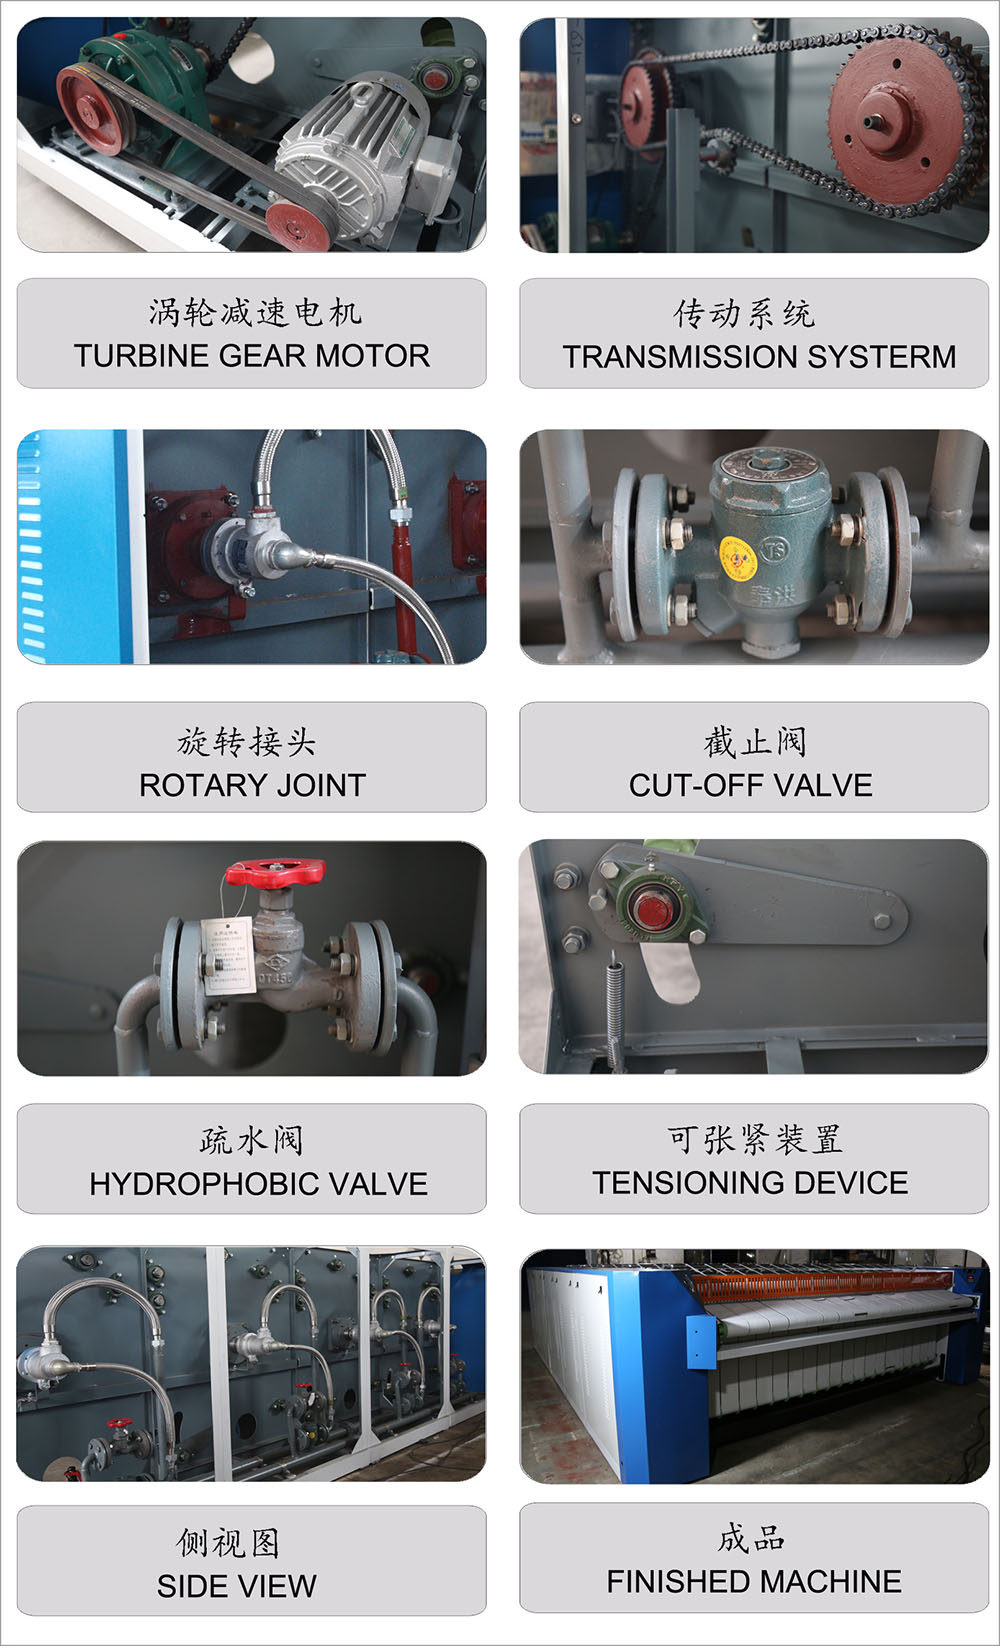 涡轮减速电机
TURBINE GEAR MOTOR
传动系统
TRANSMISSION SYSTERM
TS
旋转接头
ROTARY JOINT
截止阀
CUT-OFF VALVE
疏水阀
HYDROPHOBIC VALVE
可张紧装置
TENSIONING DEVICE
侧视图
SIDE VIEW
成品
FINISHED MACHINE